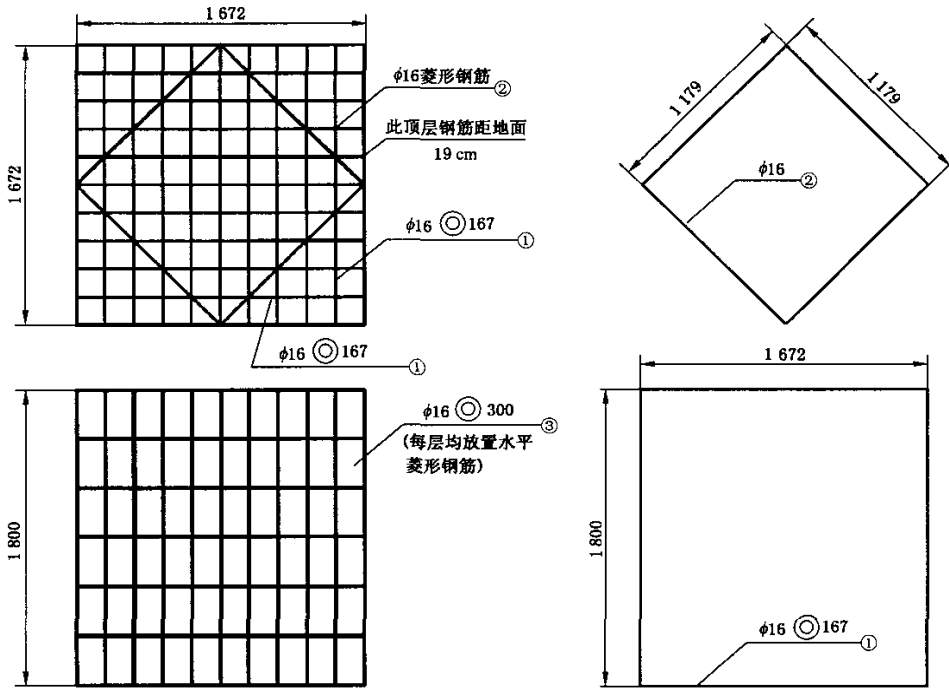 1 672
1 672
φ16菱形钢筋
②
此顶层钢筋距地面
19 cm
φ16 ◎ 167
①
φ16 ◎ 167
①
1 179
1 179
φ16
②
1 800
φ16 ◎ 300
③
(每层均放置水平
菱形钢筋)
1 672
1 800
φ16 ◎ 167
①